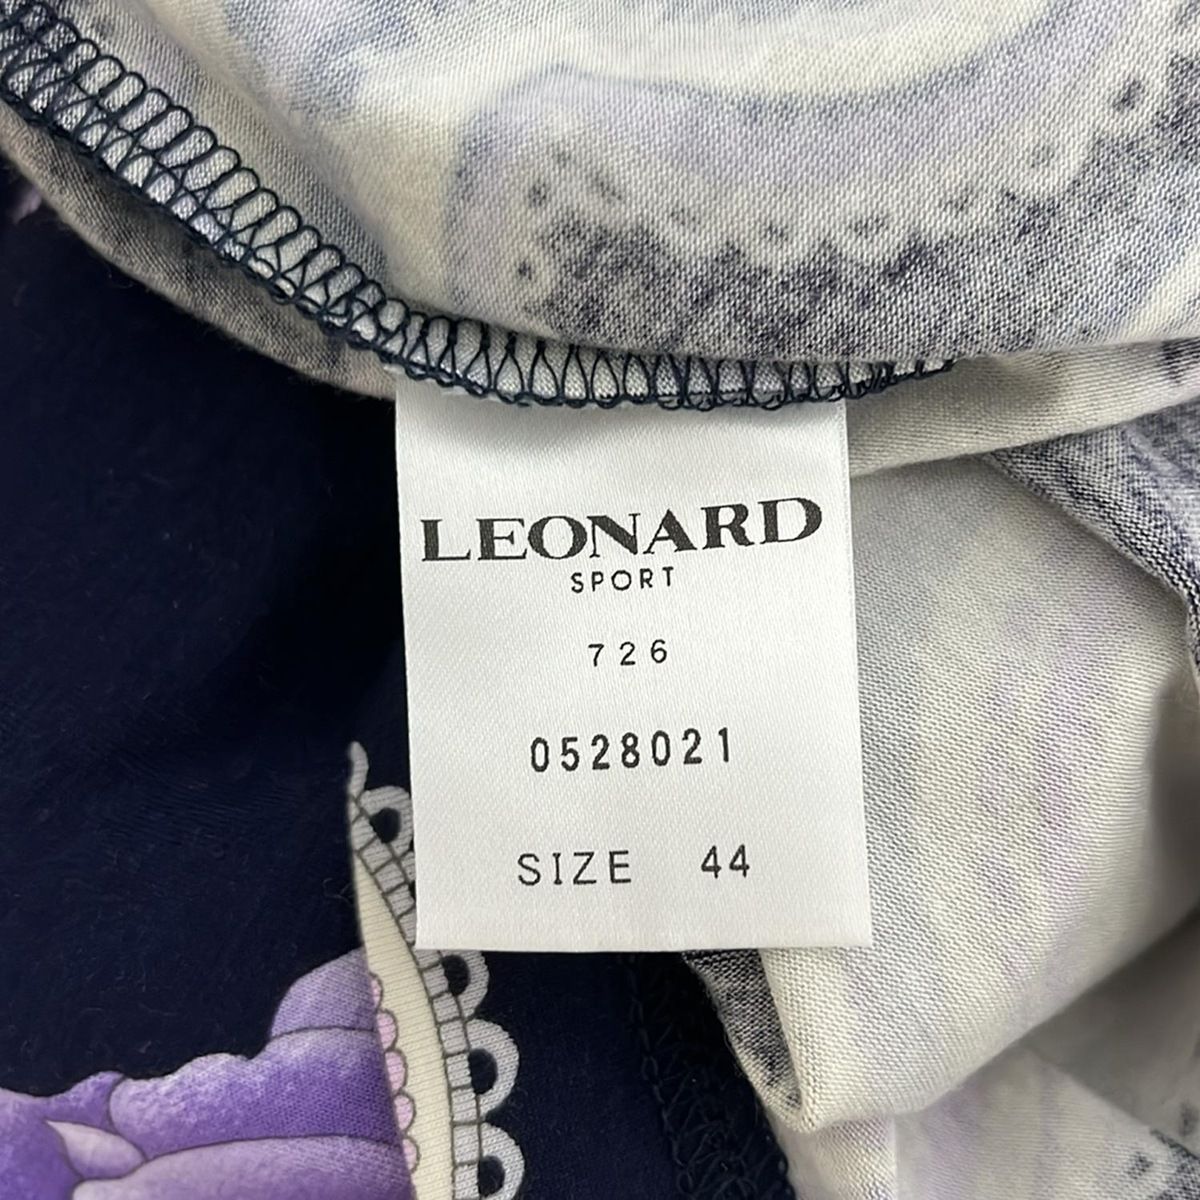 LEONARD
SPORT
726
0528021
SIZE 44